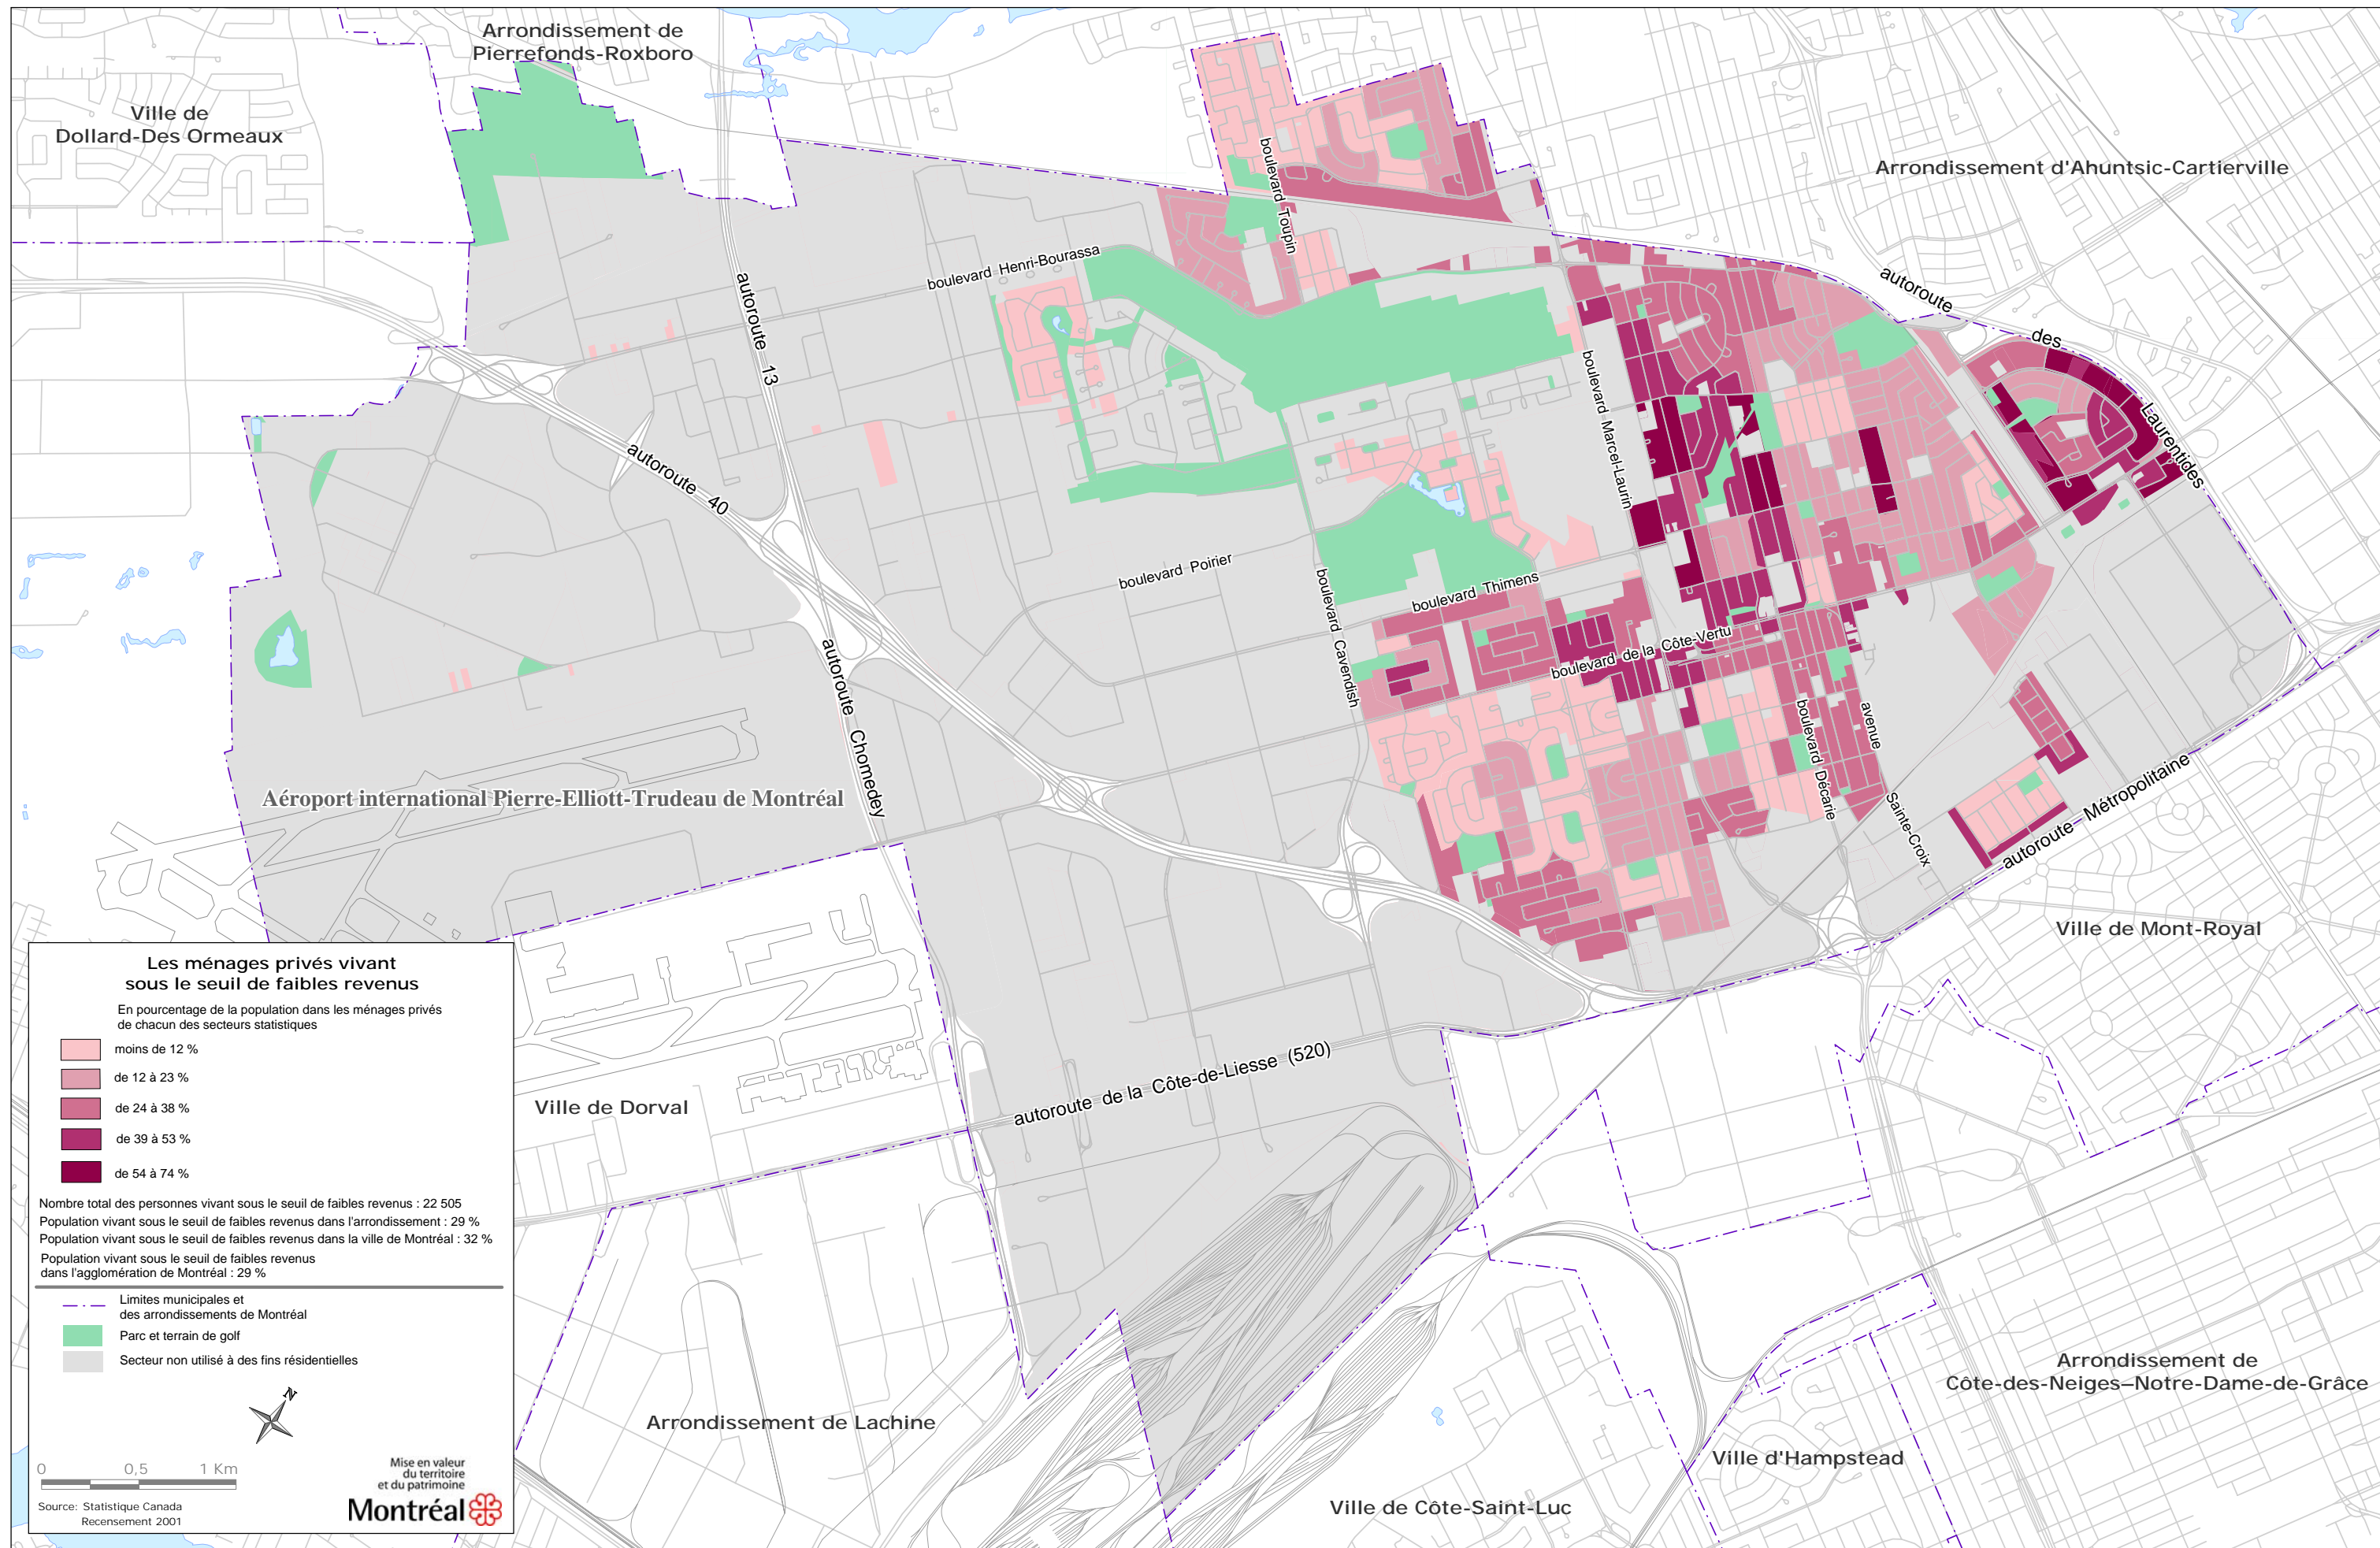 Arrondissement de
Pierrefonds-Roxboro
Ville de
Dollard-Des Ormeaux
Arrondissement d'Ahuntsic-Cartierville
boulevard Toupin
boulevard Henri-Bourassa
autoroute 13
autoroute des Laurentides
autoroute 40
boulevard Marcel-Laurin
boulevard Poirier
boulevard Thimens
boulevard Cavendish
boulevard de la Côte-Vertu
autoroute Chomedey
boulevard Décarie
avenue Sainte-Croix
Aéroport international Pierre-Elliott-Trudeau de Montréal
autoroute Métropolitaine
Ville de Mont-Royal
autoroute de la Côte-de-Liesse (520)
Ville de Dorval
Arrondissement de Lachine
Ville de Côte-Saint-Luc
Ville d'Hampstead
Arrondissement de
Côte-des-Neiges–Notre-Dame-de-Grâce
Les ménages privés vivant
sous le seuil de faibles revenus
En pourcentage de la population dans les ménages privés
de chacun des secteurs statistiques
moins de 12 %
de 12 à 23 %
de 24 à 38 %
de 39 à 53 %
de 54 à 74 %
Nombre total des personnes vivant sous le seuil de faibles revenus : 22 505
Population vivant sous le seuil de faibles revenus dans l'arrondissement : 29 %
Population vivant sous le seuil de faibles revenus dans la ville de Montréal : 32 %
Population vivant sous le seuil de faibles revenus
dans l'agglomération de Montréal : 29 %
Limites municipales et
des arrondissements de Montréal
Parc et terrain de golf
Secteur non utilisé à des fins résidentielles
N
0 0,5 1 Km
Source: Statistique Canada
Recensement 2001
Mise en valeur
du territoire
et du patrimoine
Montréal